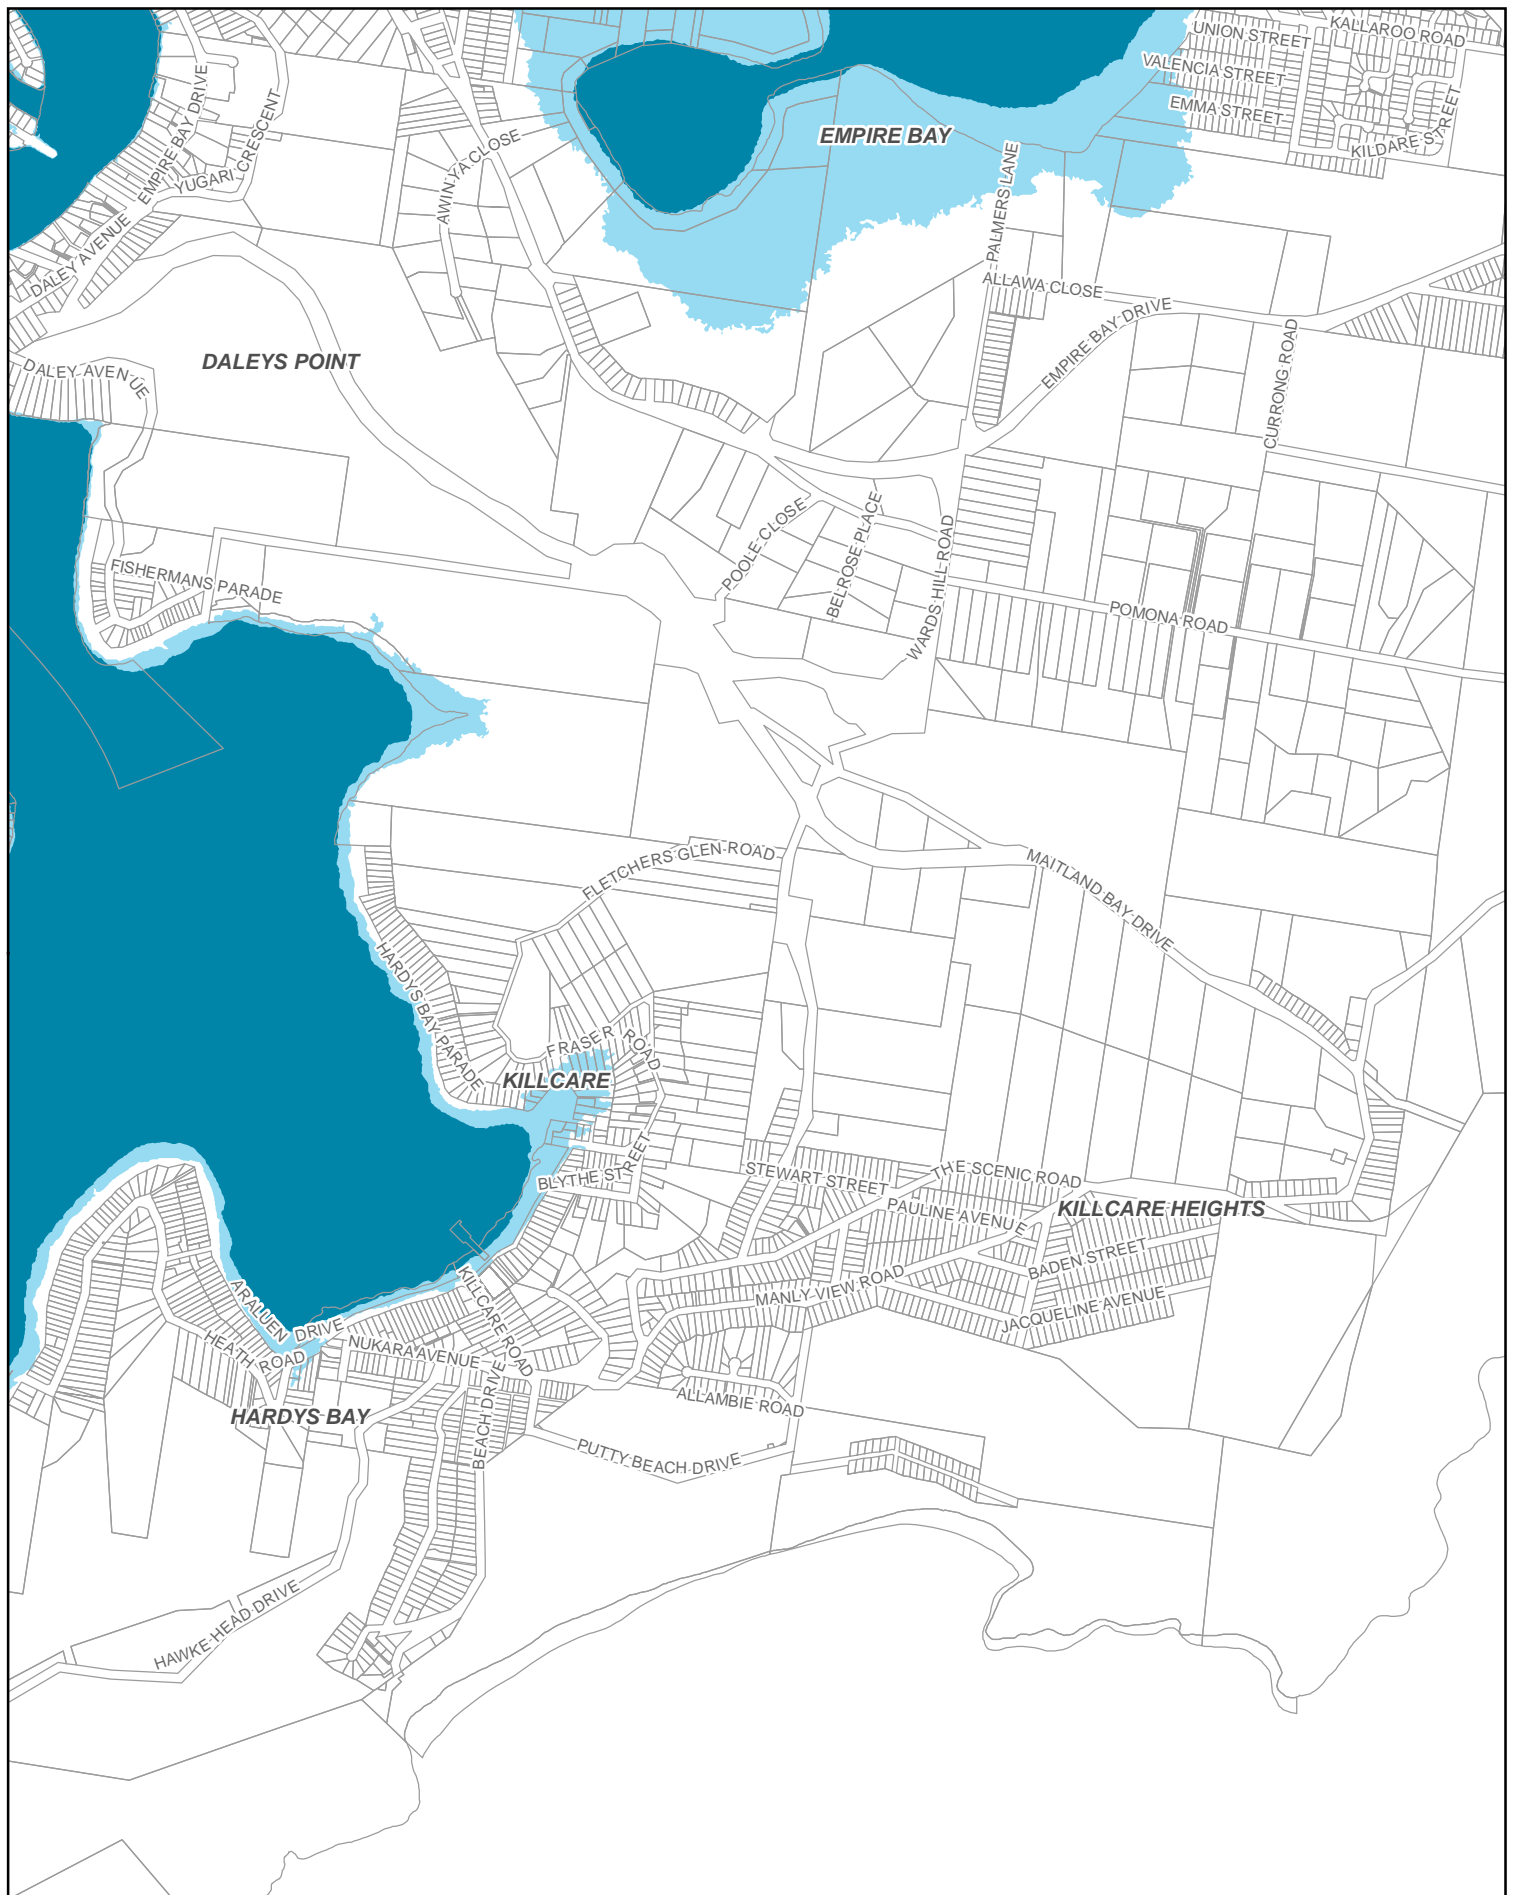 KALLAROO ROAD
UNION STREET
VALENCIA STREET
EMMA STREET
KILDARE STREET
EMPIRE BAY
EMPIRE BAY DRIVE
YUGARI CRESCENT
AWINYA CLOSE
PALMERS LANE
DALEY AVENUE
ALLAWA CLOSE
EMPIRE BAY DRIVE
DALEYS POINT
DALEY AVENUE
CURRONG ROAD
POOLE CLOSE
BELROSE PLACE
WARDS HILL ROAD
FISHERMANS PARADE
POMONA ROAD
FLETCHERS GLEN ROAD
MAITLAND BAY DRIVE
HARDYS BAY PARADE
FRASER ROAD
KILLCARE
BLYTHE STREET
STEWART STREET
THE SCENIC ROAD
PAULINE AVENUE
KILLCARE HEIGHTS
BADEN STREET
MANLY VIEW ROAD
JACQUELINE AVENUE
ARALUEN DRIVE
KILLCARE ROAD
HEATH ROAD
NUKARA AVENUE
BEACH DRIVE
ALLAMBIE ROAD
HARDYS BAY
PUTTY BEACH DRIVE
HAWKE HEAD DRIVE